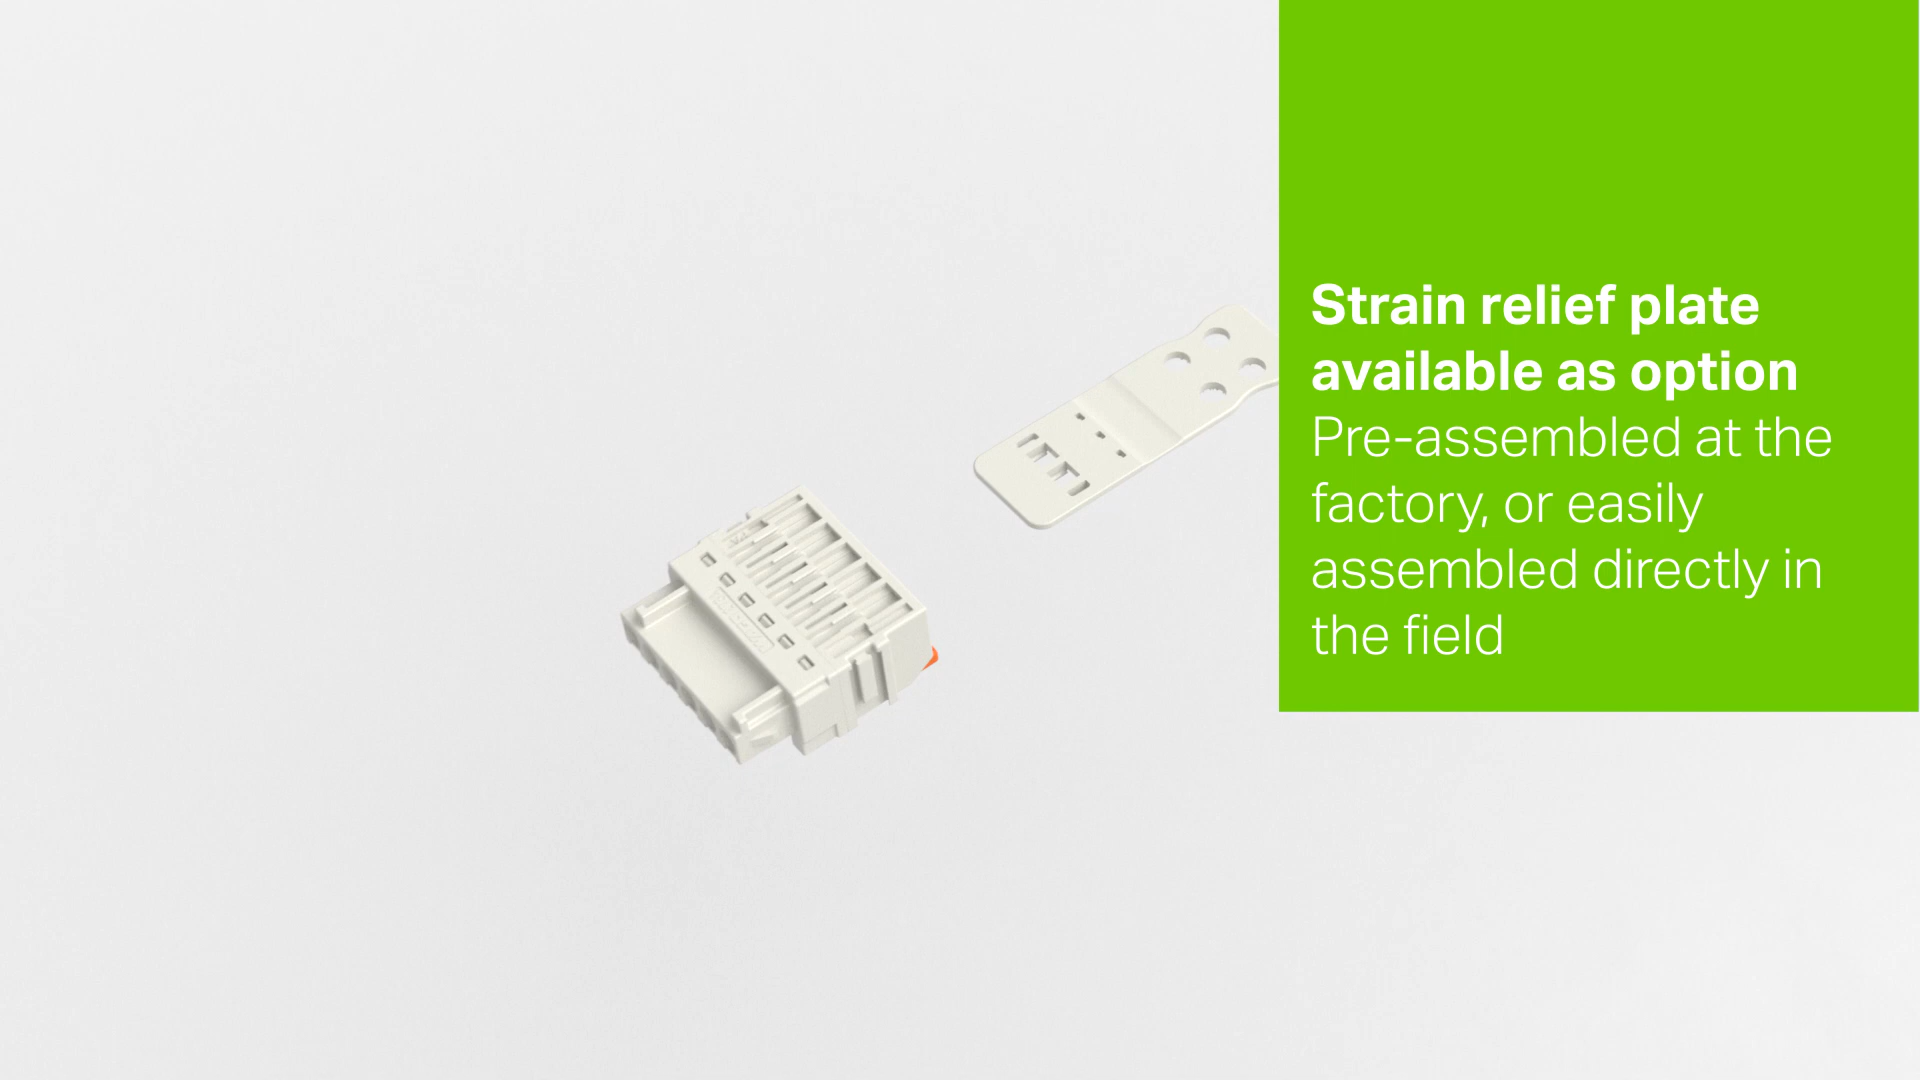 Strain relief plate
available as option
Pre-assembled at the
factory, or easily
assembled directly in
the field